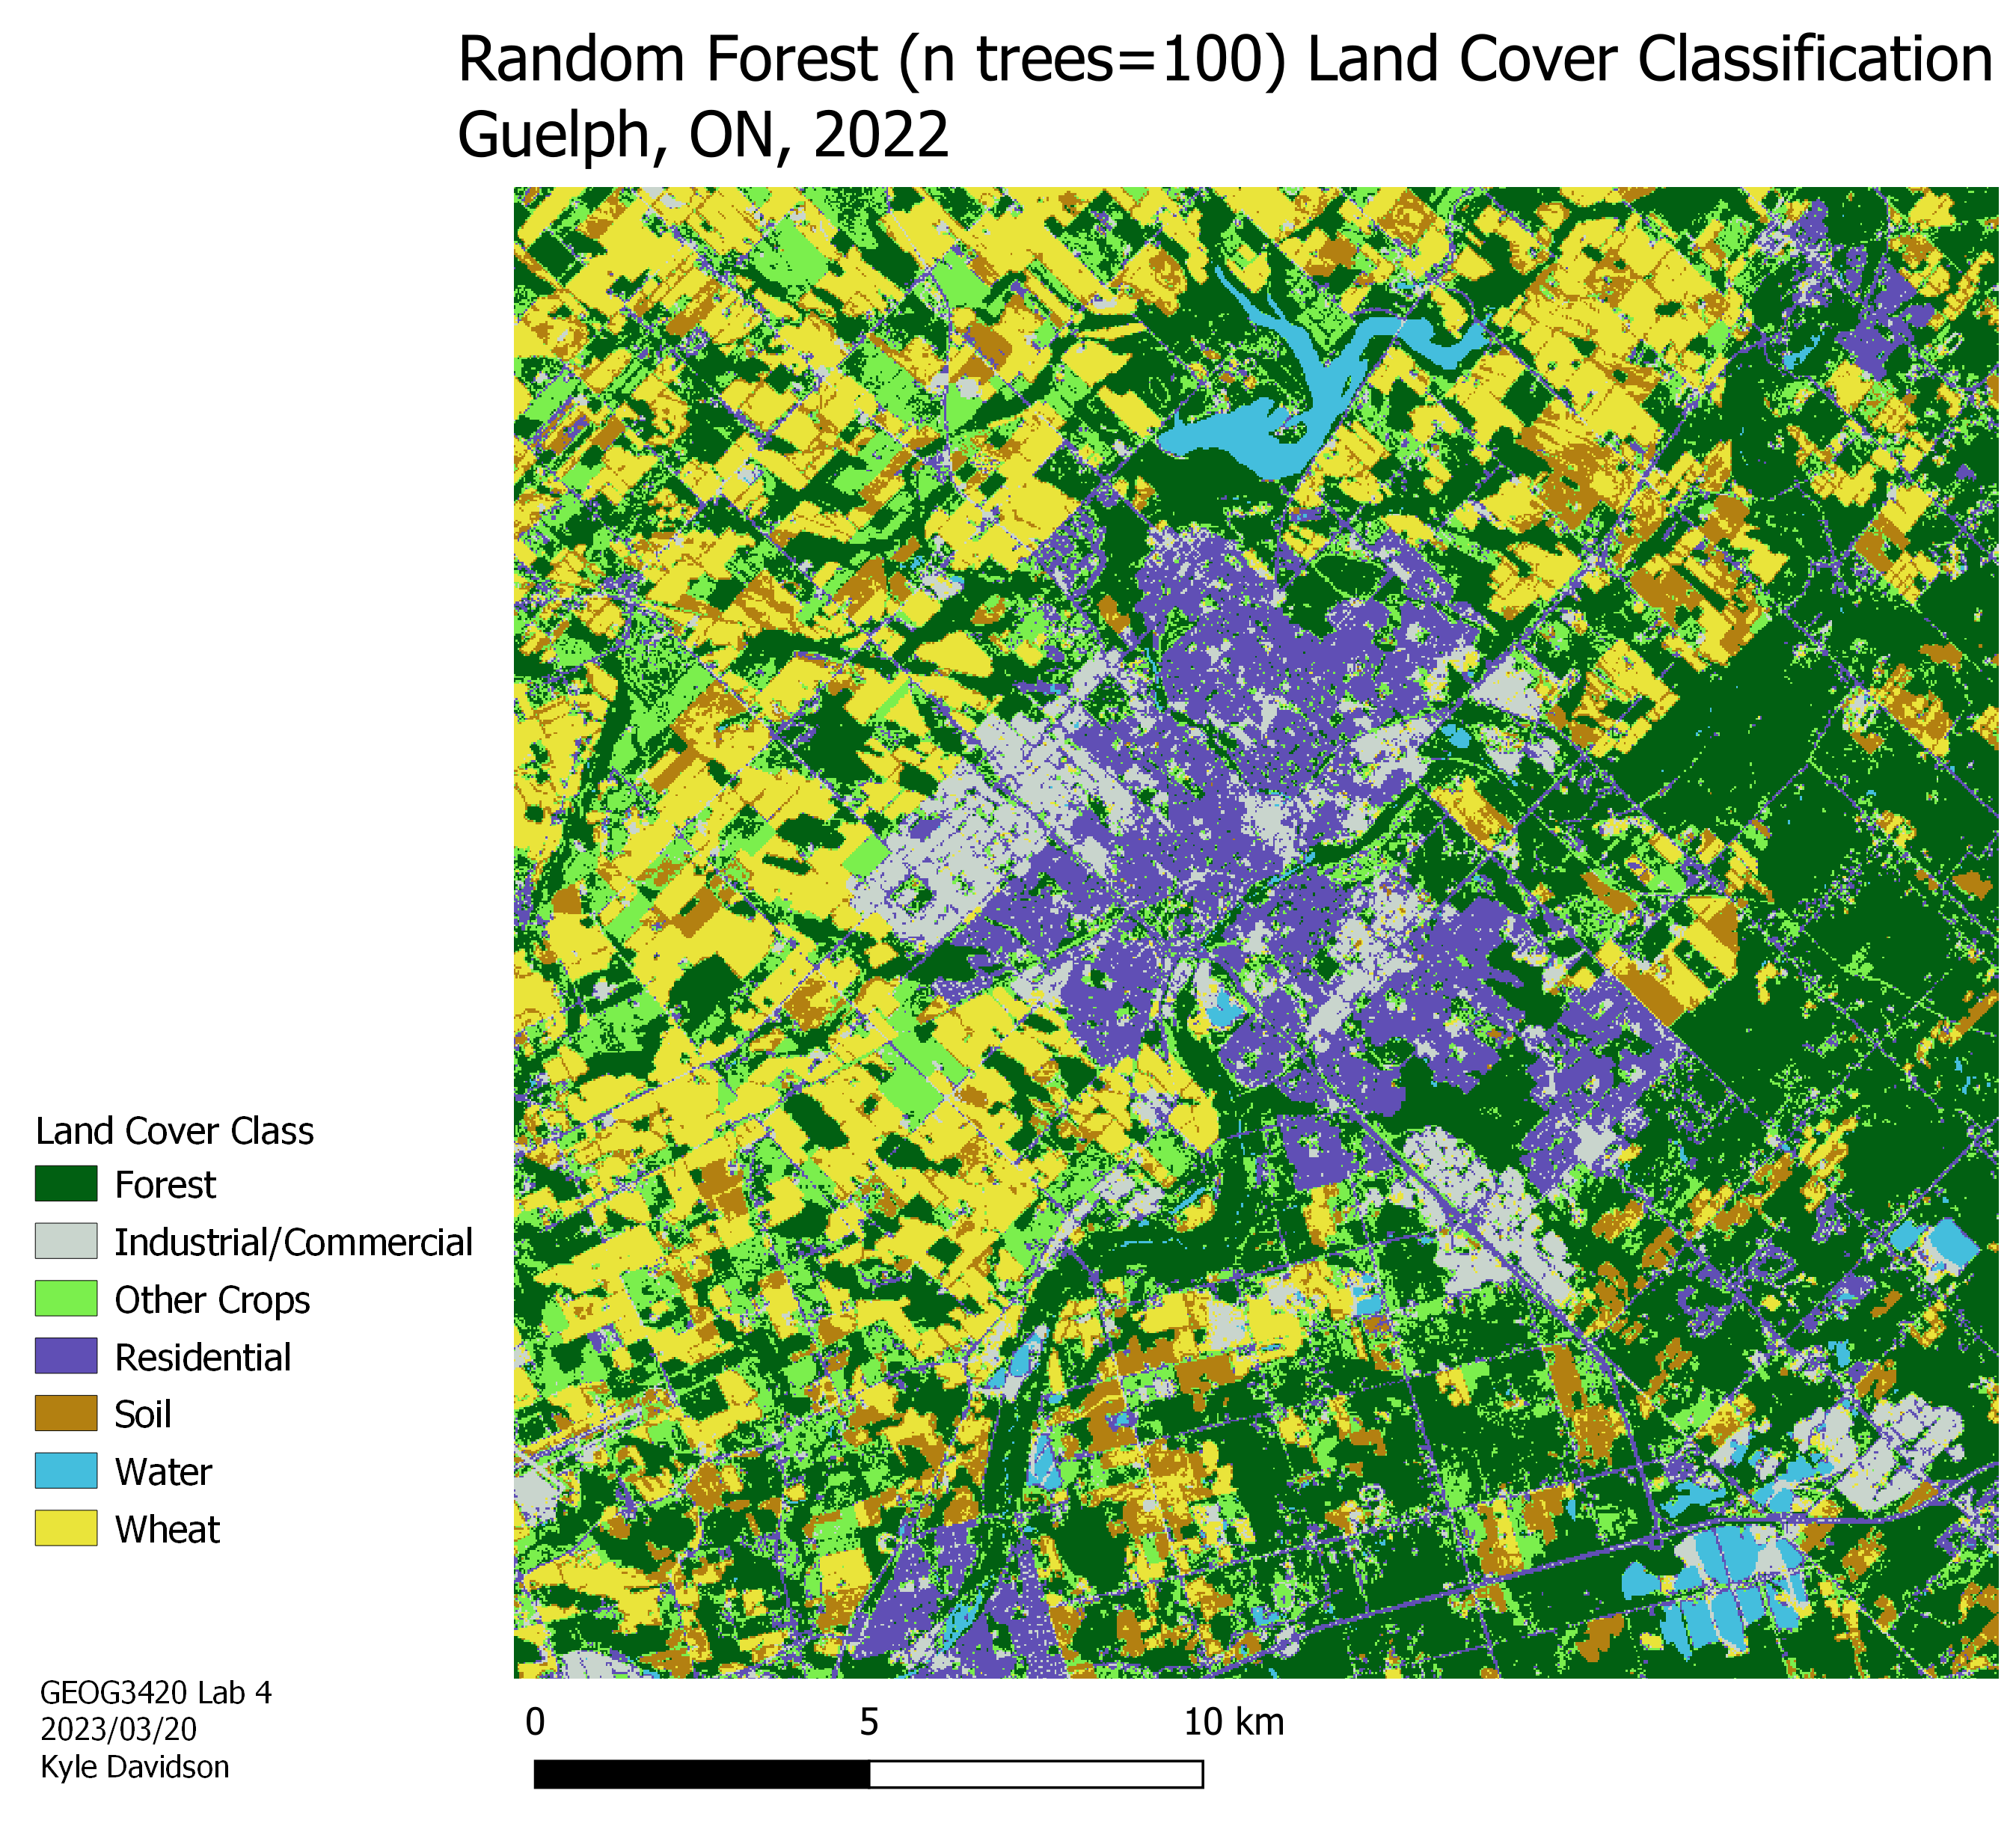 Random Forest (n trees=100) Land Cover Classification
Guelph, ON, 2022
Land Cover Class
Forest
Industrial/Commercial
Other Crops
Residential
Soil
Water
Wheat
GEOG3420 Lab 4
2023/03/20
Kyle Davidson
0 5 10 km